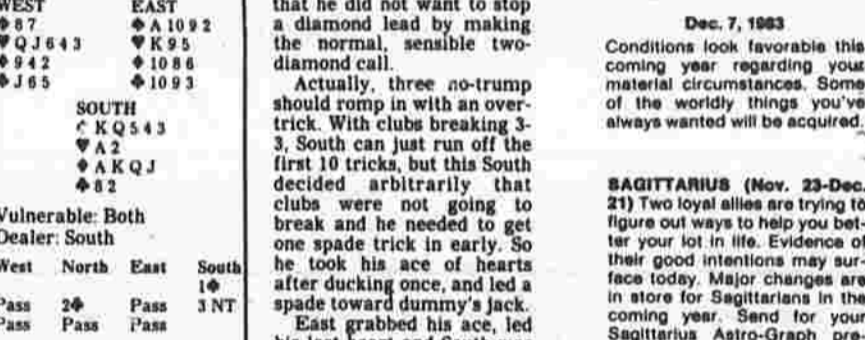 WEST EAST
♠87 ♠A 10 9 2
♥Q J 6 4 3 ♥K 9 5
♦9 4 2 ♦10 8 6
♣J 6 5 ♣10 9 3
SOUTH
♠ K Q 5 4 3
♥A 2
♦A K Q J
♣8 2
Vulnerable: Both
Dealer: South
West North East South
1♠
Pass 2♣ Pass 3 NT
Pass Pass Pass
that he did not want to stop
a diamond lead by making
the normal, sensible two-
diamond call.
Actually, three no-trump
should romp in with an over-
trick. With clubs breaking 3-
3, South can just run off the
first 10 tricks, but this South
decided arbitrarily that
clubs were not going to
break and he needed to get
one spade trick in early. So
he took his ace of hearts
after ducking once, and led a
spade toward dummy's jack.
East grabbed his ace, led
his last heart and South was
Dec. 7, 1983
Conditions look favorable this
coming year regarding your
material circumstances. Some
of the worldly things you've
always wanted will be acquired.
SAGITTARIUS (Nov. 23-Dec.
21) Two loyal allies are trying to
figure out ways to help you bet-
ter your lot in life. Evidence of
their good intentions may sur-
face today. Major changes are
in store for Sagittarians in the
coming year. Send for your
Sagittarius Astro-Graph pre-